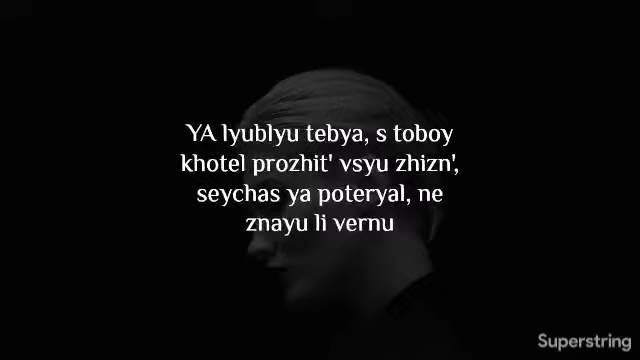 YA lyublyu tebya, s toboy
khotel prozhit' vsyu zhizn',
seychas ya poteryal, ne
znayu li vernu
Superstring